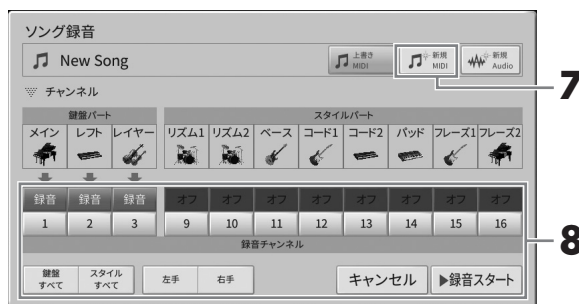 ソング録音
New Song
上書き MIDI
新規 MIDI
新規 Audio
7
チャンネル
鍵盤パート
スタイルパート
メイン レフト レイヤー リズム1 リズム2 ベース コード1 コード2 パッド フレーズ1 フレーズ2
録音 録音 録音 オフ オフ オフ オフ オフ オフ オフ オフ
1 2 3 9 10 11 12 13 14 15 16
録音チャンネル
8
鍵盤 すべて
スタイル すべて
左手 右手 キャンセル ▶録音スタート